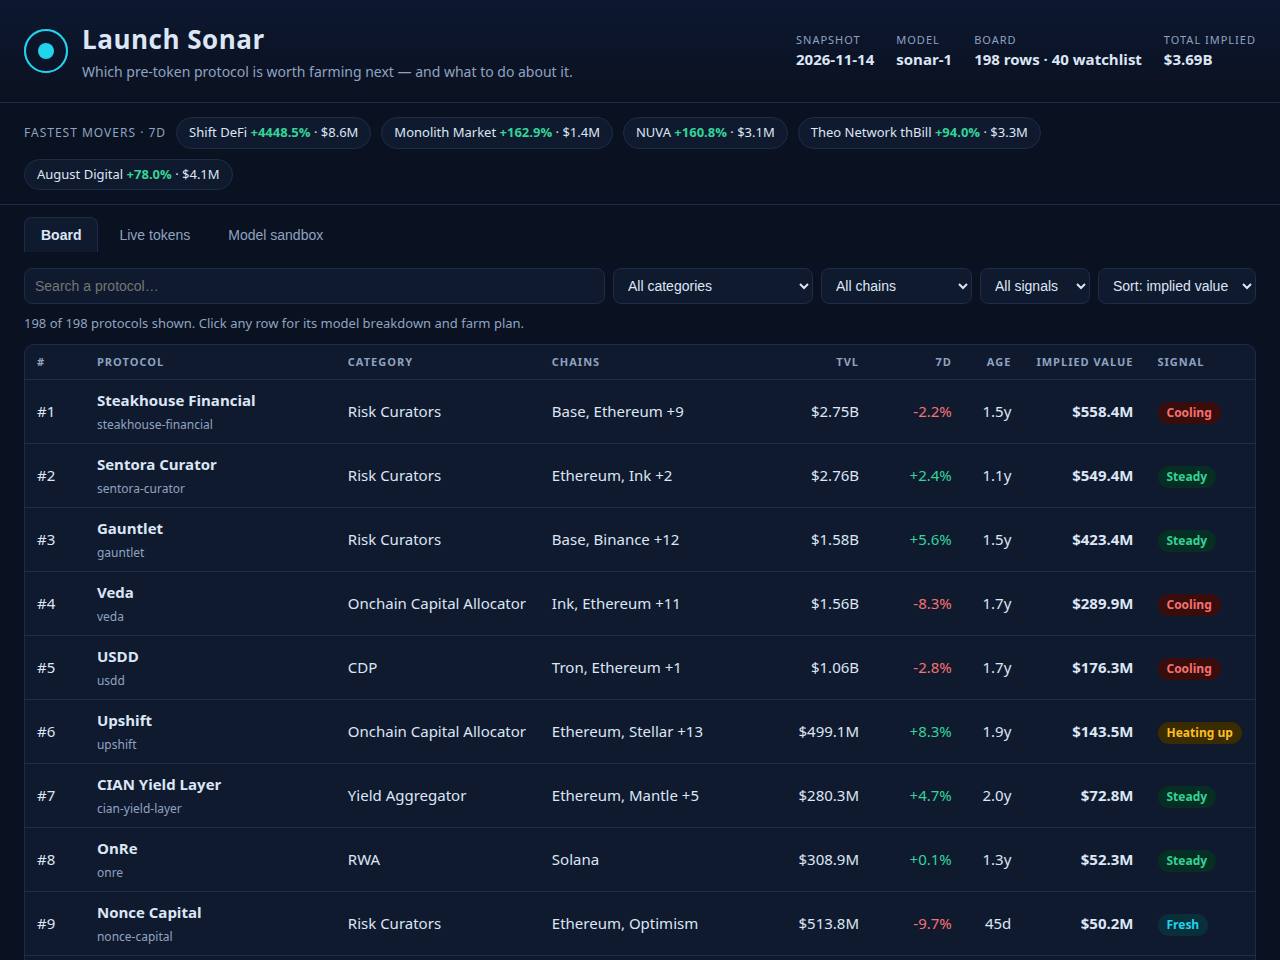 Launch Sonar
Which pre-token protocol is worth farming next — and what to do about it.
SNAPSHOT
2026-11-14
MODEL
sonar-1
BOARD
198 rows · 40 watchlist
TOTAL IMPLIED
$3.69B
FASTEST MOVERS · 7D
Shift DeFi +4448.5% · $8.6M
Monolith Market +162.9% · $1.4M
NUVA +160.8% · $3.1M
Theo Network thBill +94.0% · $3.3M
August Digital +78.0% · $4.1M
Board
Live tokens
Model sandbox
Search a protocol…
All categories
All chains
All signals
Sort: implied value
198 of 198 protocols shown. Click any row for its model breakdown and farm plan.
# PROTOCOL CATEGORY CHAINS TVL 7D AGE IMPLIED VALUE SIGNAL
#1 Steakhouse Financial Risk Curators Base, Ethereum +9 $2.75B -2.2% 1.5y $558.4M Cooling
steakhouse-financial
#2 Sentora Curator Risk Curators Ethereum, Ink +2 $2.76B +2.4% 1.1y $549.4M Steady
sentora-curator
#3 Gauntlet Risk Curators Base, Binance +12 $1.58B +5.6% 1.5y $423.4M Steady
gauntlet
#4 Veda Onchain Capital Allocator Ink, Ethereum +11 $1.56B -8.3% 1.7y $289.9M Cooling
veda
#5 USDD CDP Tron, Ethereum +1 $1.06B -2.8% 1.7y $176.3M Cooling
usdd
#6 Upshift Onchain Capital Allocator Ethereum, Stellar +13 $499.1M +8.3% 1.9y $143.5M Heating up
upshift
#7 CIAN Yield Layer Yield Aggregator Ethereum, Mantle +5 $280.3M +4.7% 2.0y $72.8M Steady
cian-yield-layer
#8 OnRe RWA Solana $308.9M +0.1% 1.3y $52.3M Steady
onre
#9 Nonce Capital Risk Curators Ethereum, Optimism $513.8M -9.7% 45d $50.2M Fresh
nonce-capital